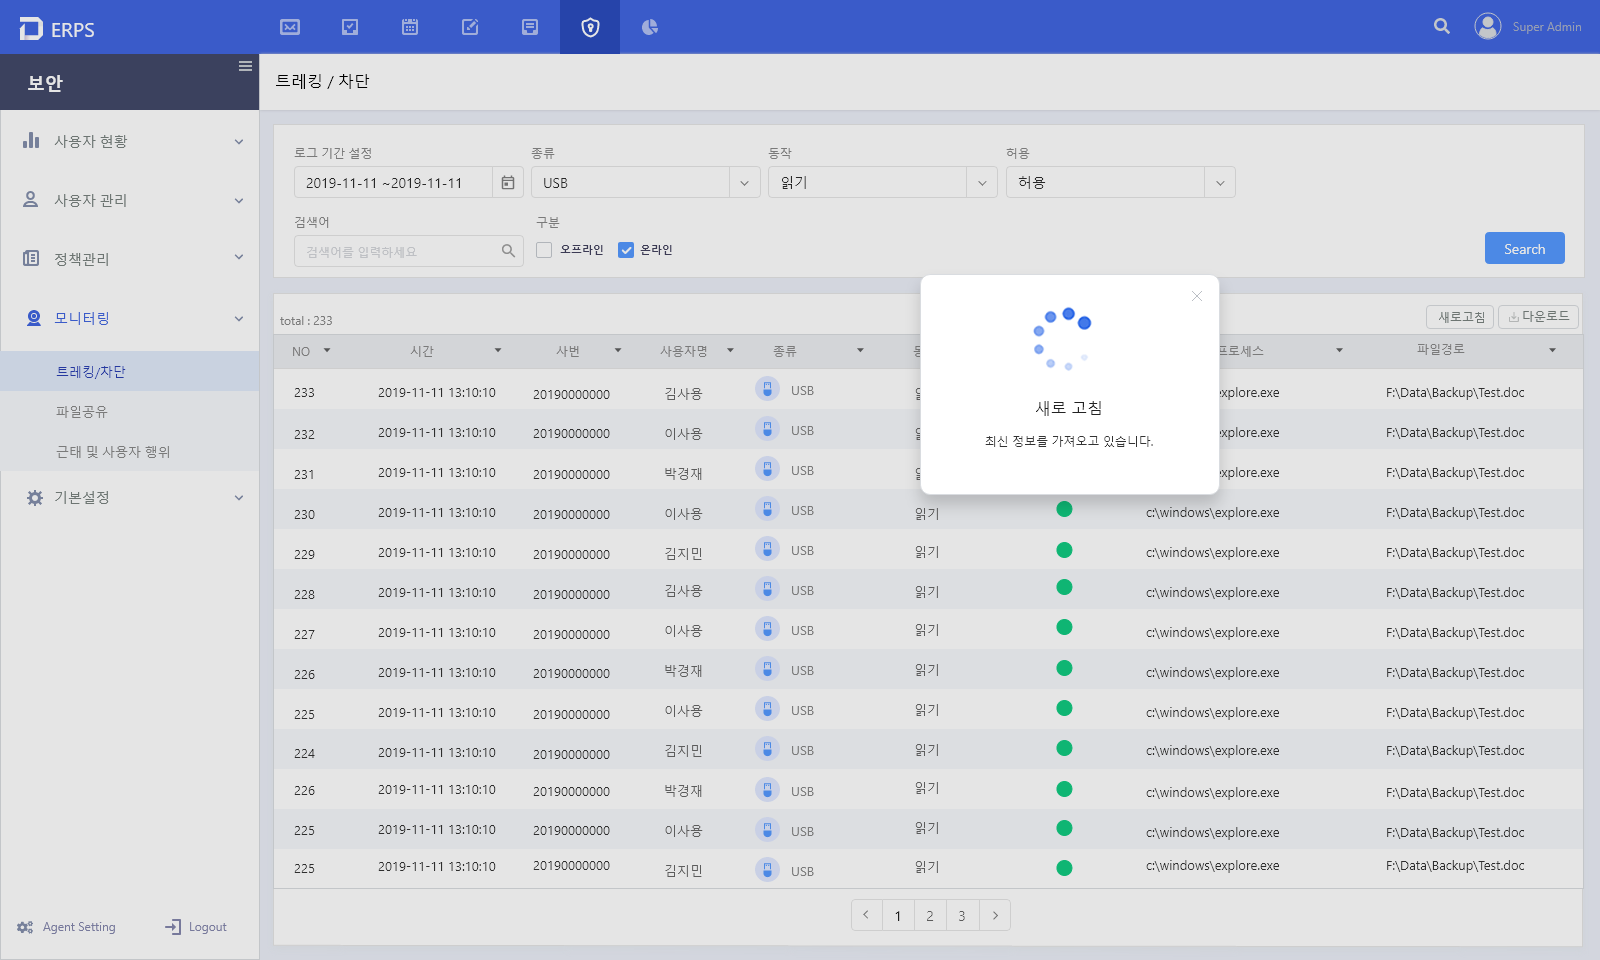 ERPS
Super Admin
보안
트레킹 / 차단
사용자 현황
사용자 관리
정책관리
모니터링
트레킹/차단
파일공유
근태 및 사용자 행위
기본설정
Agent Setting
Logout
로그 기간 설정
종류
동작
허용
2019-11-11 ~2019-11-11
USB
읽기
허용
검색어
구분
검색어를 입력하세요
오프라인
온라인
Search
total : 233
새로고침
다운로드
NO 시간 사번 사용자명 종류 프로세스 파일경로
233 2019-11-11 13:10:10 20190000000 김사용 USB xplore.exe F:\Data\Backup\Test.doc
232 2019-11-11 13:10:10 20190000000 이사용 USB xplore.exe F:\Data\Backup\Test.doc
231 2019-11-11 13:10:10 20190000000 박경재 USB xplore.exe F:\Data\Backup\Test.doc
230 2019-11-11 13:10:10 20190000000 이사용 USB 읽기 c:\windows\explore.exe F:\Data\Backup\Test.doc
229 2019-11-11 13:10:10 20190000000 김지민 USB 읽기 c:\windows\explore.exe F:\Data\Backup\Test.doc
228 2019-11-11 13:10:10 20190000000 김사용 USB 읽기 c:\windows\explore.exe F:\Data\Backup\Test.doc
227 2019-11-11 13:10:10 20190000000 이사용 USB 읽기 c:\windows\explore.exe F:\Data\Backup\Test.doc
226 2019-11-11 13:10:10 20190000000 박경재 USB 읽기 c:\windows\explore.exe F:\Data\Backup\Test.doc
225 2019-11-11 13:10:10 20190000000 이사용 USB 읽기 c:\windows\explore.exe F:\Data\Backup\Test.doc
224 2019-11-11 13:10:10 20190000000 김지민 USB 읽기 c:\windows\explore.exe F:\Data\Backup\Test.doc
226 2019-11-11 13:10:10 20190000000 박경재 USB 읽기 c:\windows\explore.exe F:\Data\Backup\Test.doc
225 2019-11-11 13:10:10 20190000000 이사용 USB 읽기 c:\windows\explore.exe F:\Data\Backup\Test.doc
225 2019-11-11 13:10:10 20190000000 김지민 USB 읽기 c:\windows\explore.exe F:\Data\Backup\Test.doc
새로 고침
최신 정보를 가져오고 있습니다.
1 2 3